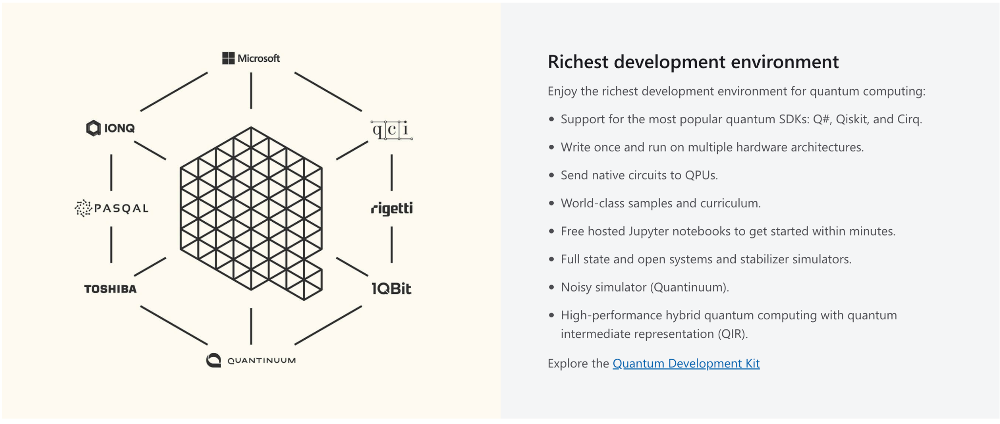 Microsoft
IONQ
qci
PASQAL
rigetti
TOSHIBA
1QBit
QUANTINUUM
Richest development environment
Enjoy the richest development environment for quantum computing:
• Support for the most popular quantum SDKs: Q#, Qiskit, and Cirq.
• Write once and run on multiple hardware architectures.
• Send native circuits to QPUs.
• World-class samples and curriculum.
• Free hosted Jupyter notebooks to get started within minutes.
• Full state and open systems and stabilizer simulators.
• Noisy simulator (Quantinuum).
• High-performance hybrid quantum computing with quantum
intermediate representation (QIR).
Explore the Quantum Development Kit